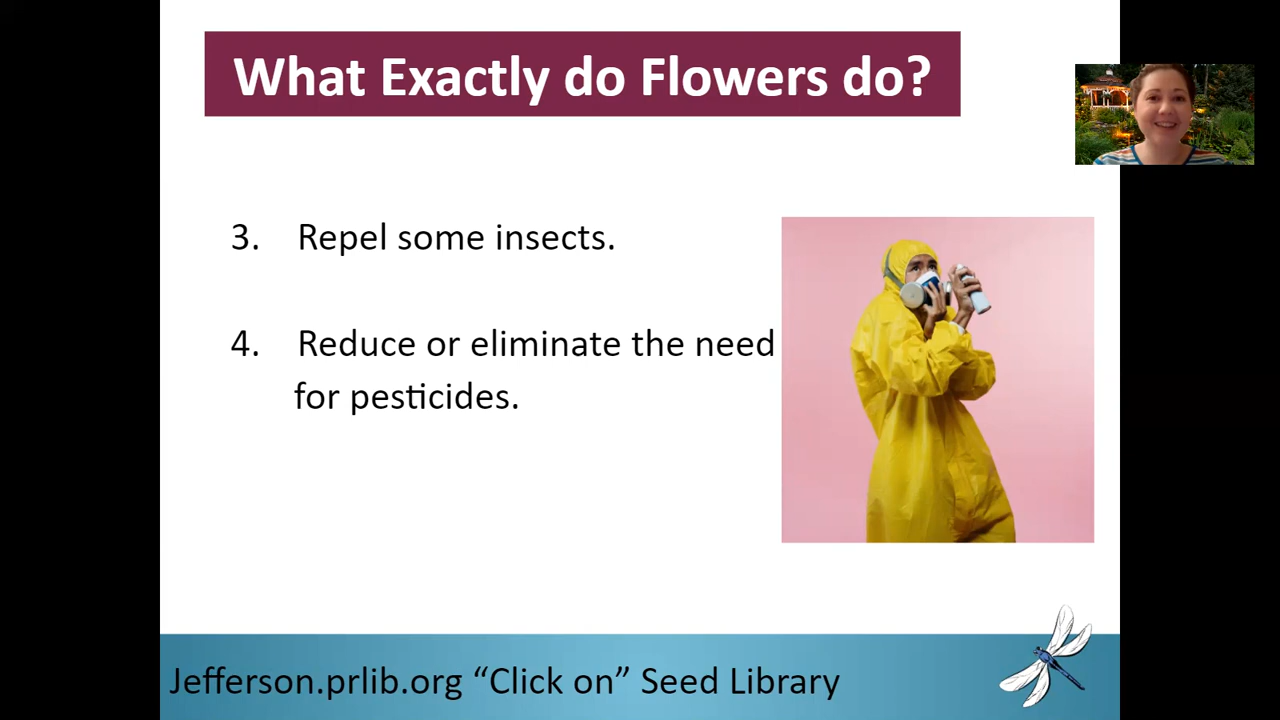 What Exactly do Flowers do?
3. Repel some insects.
4. Reduce or eliminate the need
for pesticides.
Jefferson.prlib.org “Click on” Seed Library